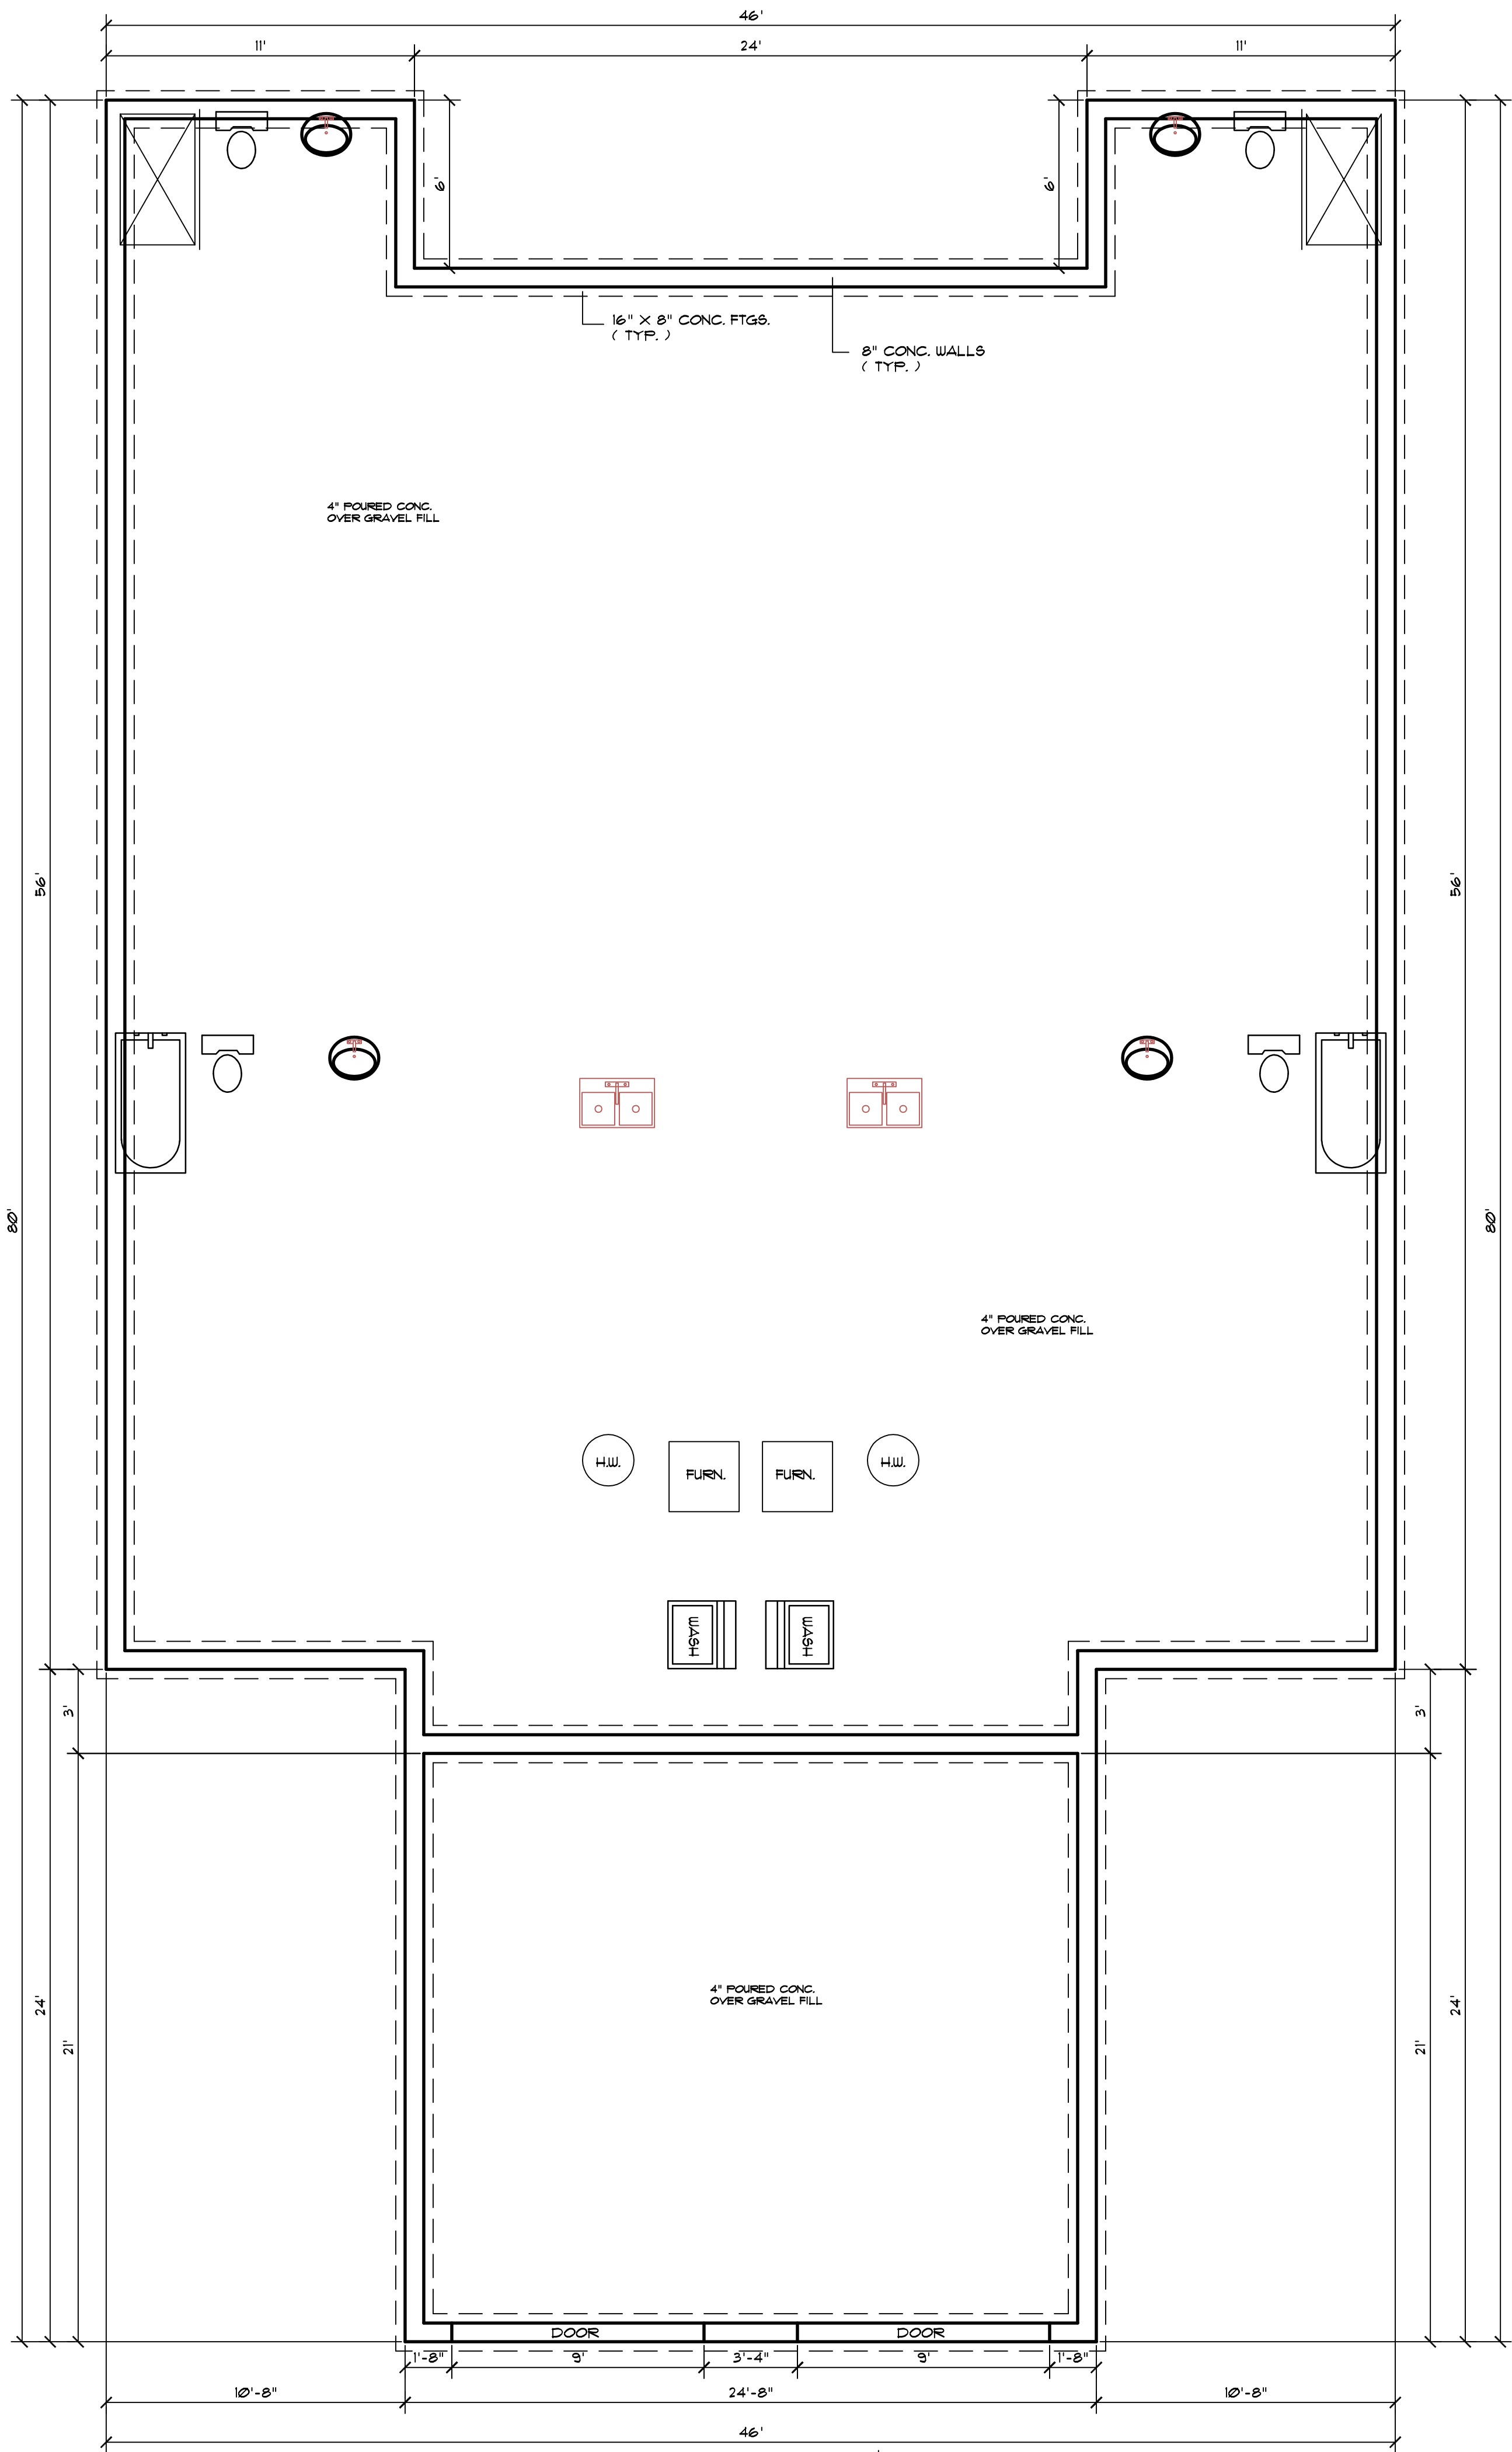 46'
11'
24'
11'
6'
6'
16" X 8" CONC. FTGS.
( TYP. )
8" CONC. WALLS
( TYP. )
4" POURED CONC.
OVER GRAVEL FILL
56'
56'
80'
80'
4" POURED CONC.
OVER GRAVEL FILL
H.W.
FURN.
FURN.
H.W.
WASH
WASH
3'
3'
4" POURED CONC.
OVER GRAVEL FILL
24'
21'
21'
24'
DOOR
DOOR
1'-8"
9'
3'-4"
9'
1'-8"
10'-8"
24'-8"
10'-8"
46'